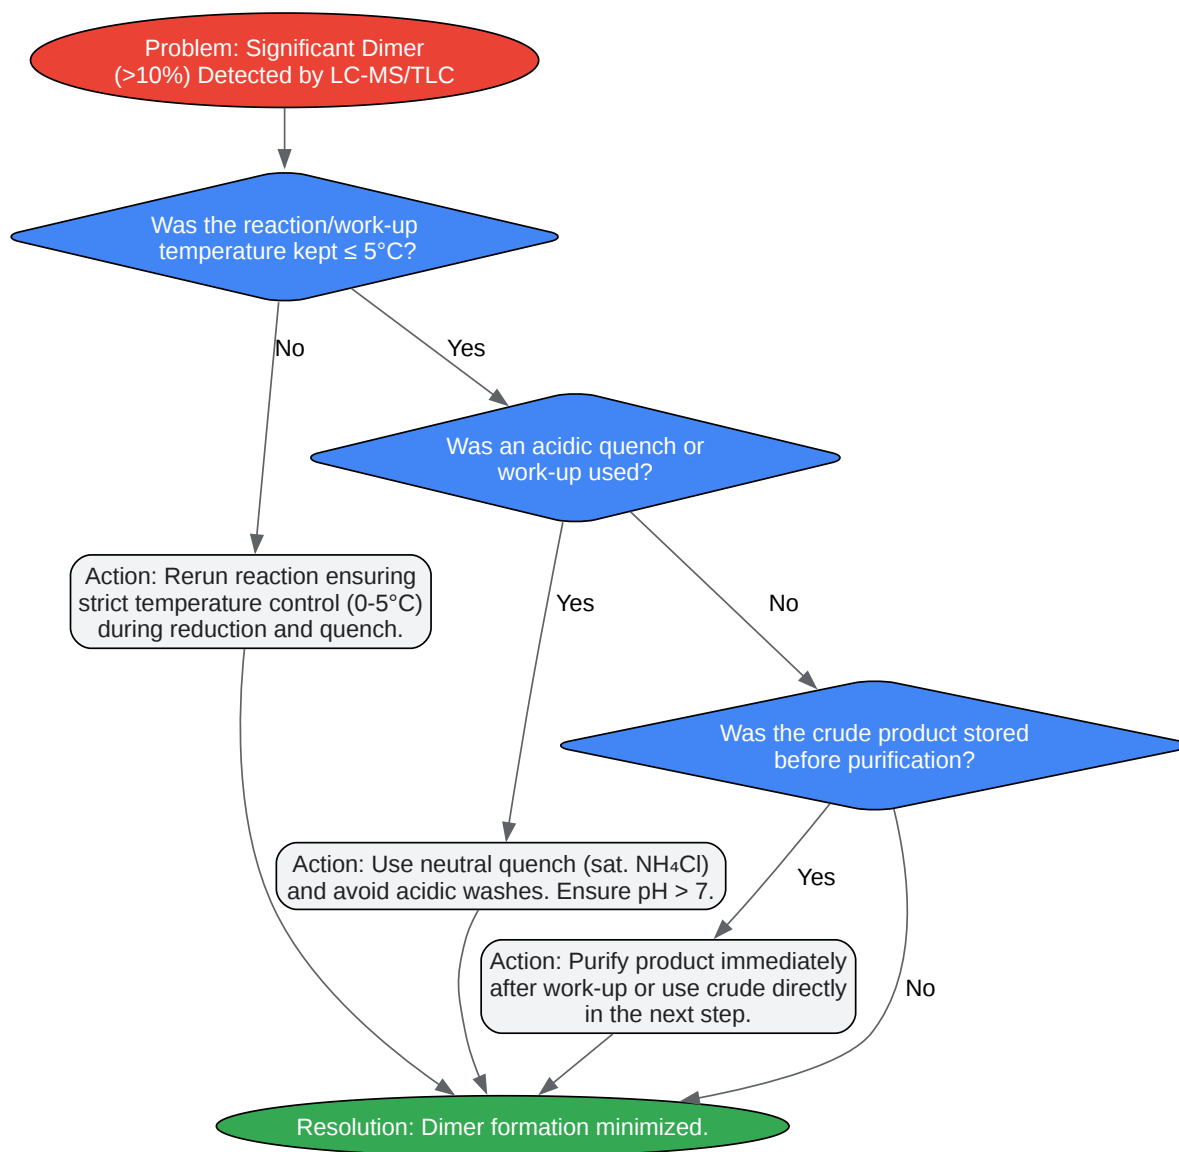 Problem: Significant Dimer
(>10%) Detected by LC-MS/TLC
Was the reaction/work-up
temperature kept ≤ 5°C?
No
Yes
Was an acidic quench or
work-up used?
Action: Rerun reaction ensuring
strict temperature control (0-5°C)
during reduction and quench.
Yes
No
Was the crude product stored
before purification?
Action: Use neutral quench (sat. NH₄Cl)
and avoid acidic washes. Ensure pH > 7.
Yes
Action: Purify product immediately
after work-up or use crude directly
in the next step.
No
Resolution: Dimer formation minimized.